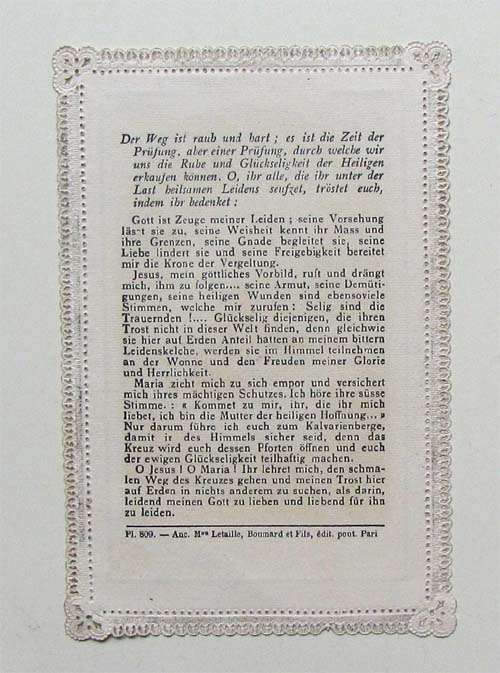 Der Weg ist rauh und hart ; es ist die Zeit der
Prüfung, aber einer Prüfung, durch welche wir
uns die Ruhe und Glückseligkeit der Heiligen
erkaufen können. O, ihr alle, die ihr unter der
Last heilsamen Leidens seufzet, tröstet euch,
indem ihr bedenket :
Gott ist Zeuge meiner Leiden ; seine Vorsehung
lässt sie zu, seine Weisheit kennt ihr Mass und
ihre Grenzen, seine Gnade begleitet sie, seine
Liebe lindert sie und seine Freigebigkeit bereitet
mir die Krone der Vergeltung.
Jesus, mein göttliches Vorbild, ruft und drängt
mich, ihm zu folgen.... seine Armut, seine Demüti-
gungen, seine heiligen Wunden sind ebensoviele
Stimmen, welche mir zurufen : Selig sind die
Trauernden !.... Glückselig diejenigen, die ihren
Trost nicht in dieser Welt finden, denn gleichwie
sie hier auf Erden Anteil hatten an meinem bittern
Leidenskelche, werden sie im Himmel teilnehmen
an der Wonne und den Freuden meiner Glorie
und Herrlichkeit.
Maria zieht mich zu sich empor und versichert
mich ihres mächtigen Schutzes. Ich höre ihre süsse
Stimme. : « Kommet zu mir, ihr, die ihr mich
liebet, ich bin die Mutter der heiligen Hoffnung... »
Nur darum führe ich euch zum Kalvarienberge,
damit ir des Himmels sicher seid, denn das
Kreuz wird euch dessen Pforten öffnen und euch
der ewigen Glückseligkeit teilhaftig machen.
O Jesus ! O Maria ! Ihr lehret mich, den schma-
len Weg des Kreuzes gehen und meinen Trost hier
auf Erden in nichts anderem zu suchen, als darin,
leidend meinen Gott zu lieben und liebend für ihn
zu leiden.
Pl. 809. — Anc. Mon Letaille, Boumard et Fils, édit. pont. Pari